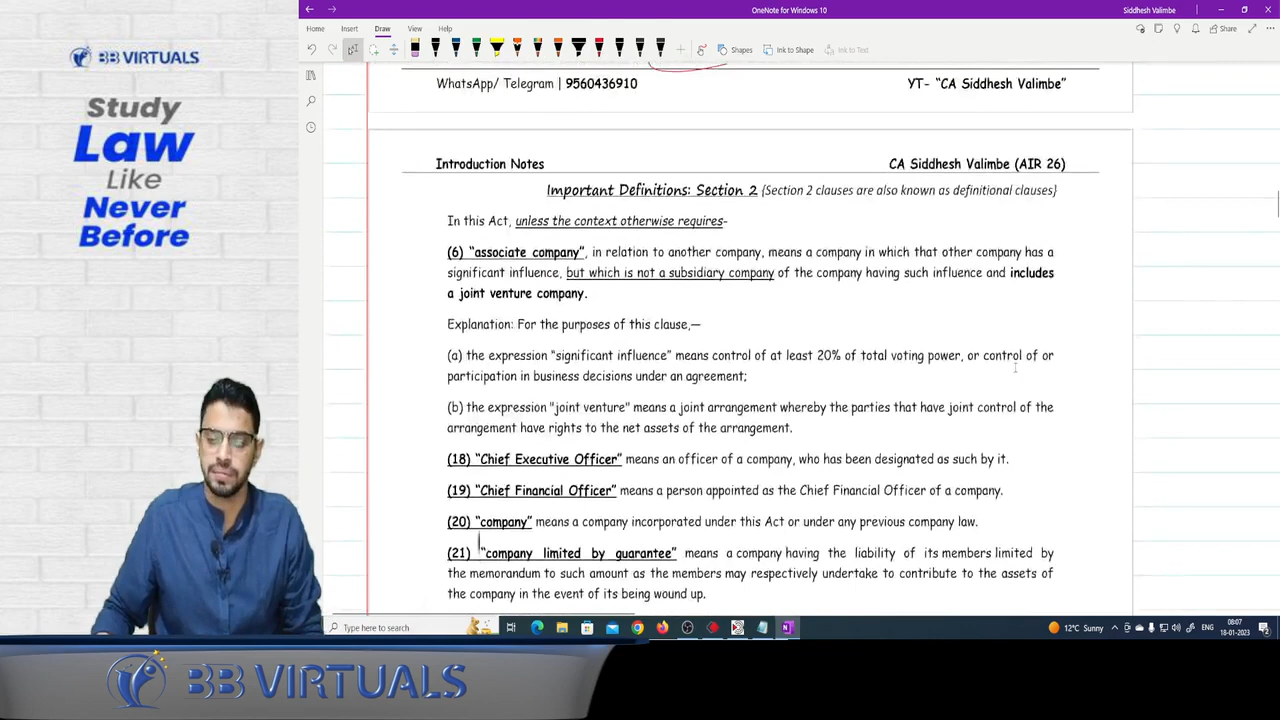 BB VIRTUALS
Study
Law
Like
Never
Before
OneNote for Windows 10
Siddhesh Valimbe
Home Insert Draw View Help
Shapes Ink to Shape Ink to Text Share
WhatsApp/ Telegram | 9560436910 YT- “CA Siddhesh Valimbe”
Introduction Notes CA Siddhesh Valimbe (AIR 26)
Important Definitions: Section 2 {Section 2 clauses are also known as definitional clauses}
In this Act, unless the context otherwise requires-
(6) “associate company”, in relation to another company, means a company in which that other company has a
significant influence, but which is not a subsidiary company of the company having such influence and includes
a joint venture company.
Explanation: For the purposes of this clause,—
(a) the expression “significant influence” means control of at least 20% of total voting power, or control of or
participation in business decisions under an agreement;
(b) the expression "joint venture" means a joint arrangement whereby the parties that have joint control of the
arrangement have rights to the net assets of the arrangement.
(18) “Chief Executive Officer” means an officer of a company, who has been designated as such by it.
(19) “Chief Financial Officer” means a person appointed as the Chief Financial Officer of a company.
(20) “company” means a company incorporated under this Act or under any previous company law.
(21) “company limited by guarantee” means a company having the liability of its members limited by
the memorandum to such amount as the members may respectively undertake to contribute to the assets of
the company in the event of its being wound up.
Type here to search
12°C Sunny
ENG
08:07
18-01-2023
2
BB VIRTUALS